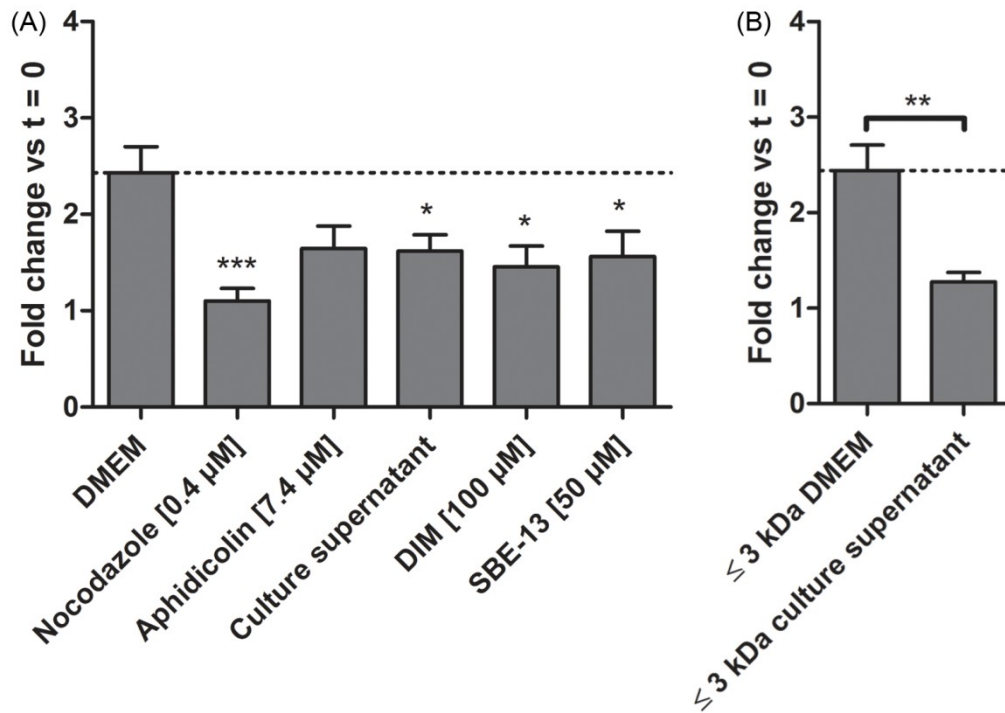 (A)
Fold change vs t = 0
4
3
2
1
0
***
*
*
*
DMEM
Nocodazole [0.4 µM]
Aphidicolin [7.4 µM]
Culture supernatant
DIM [100 µM]
SBE-13 [50 µM]
(B)
Fold change vs t = 0
4
3
2
1
0
**
≤ 3 kDa DMEM
≤ 3 kDa culture supernatant